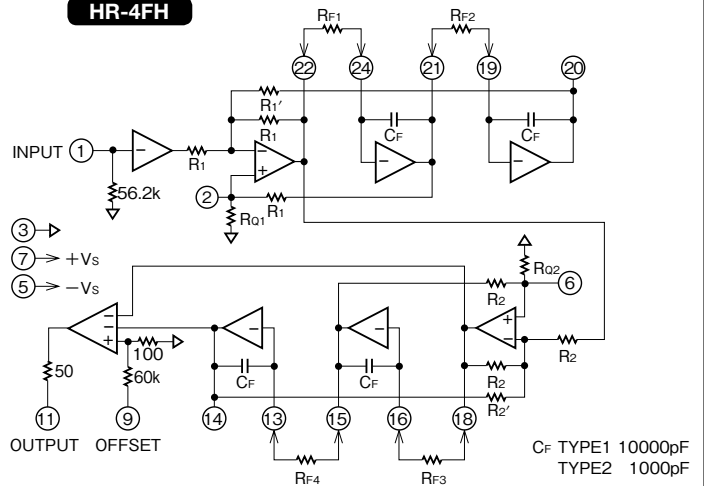 HR-4FH
RF1
RF2
22
24
21
19
20
R1'
R1
CF
CF
INPUT
1
−
R1
−
+
−
−
56.2k
2
R1
RQ1
3
7
+Vs
5
−Vs
RQ2
6
R2
+
−
R2
−
−
+
−
−
100
50
60k
CF
CF
R2
R2'
11
9
14
13
15
16
18
OUTPUT
OFFSET
RF4
RF3
CF TYPE1 10000pF
TYPE2 1000pF